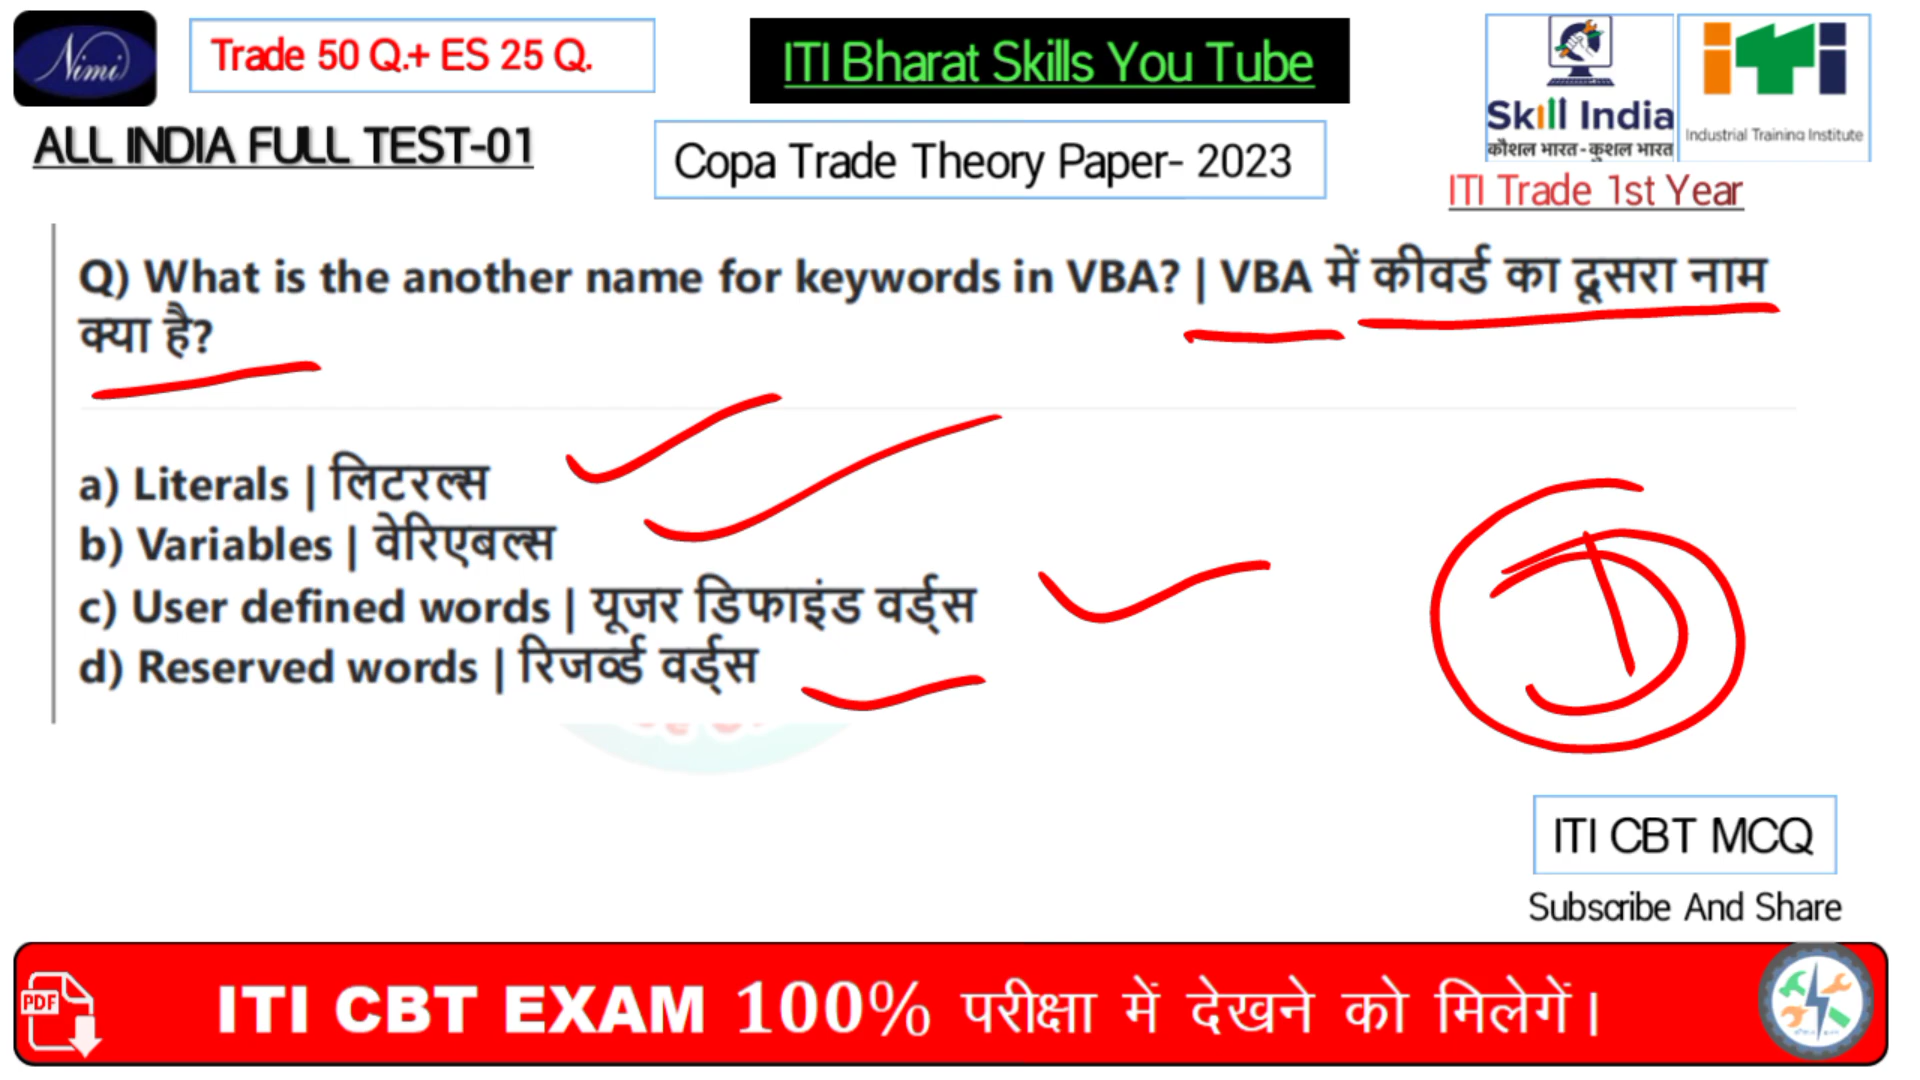 Nimi
Trade 50 Q.+ ES 25 Q.
ITI Bharat Skills You Tube
Skill India
कौशल भारत - कुशल भारत
iTi
Industrial Training Institute
ALL INDIA FULL TEST-01
Copa Trade Theory Paper- 2023
ITI Trade 1st Year
Q) What is the another name for keywords in VBA? | VBA में कीवर्ड का दूसरा नाम
क्या है?
a) Literals | लिटरल्स
b) Variables | वेरिएबल्स
c) User defined words | यूजर डिफाइंड वर्ड्स
d) Reserved words | रिजर्व्ड वर्ड्स
D
ITI CBT MCQ
Subscribe And Share
PDF
ITI CBT EXAM 100% परीक्षा में देखने को मिलेगें।